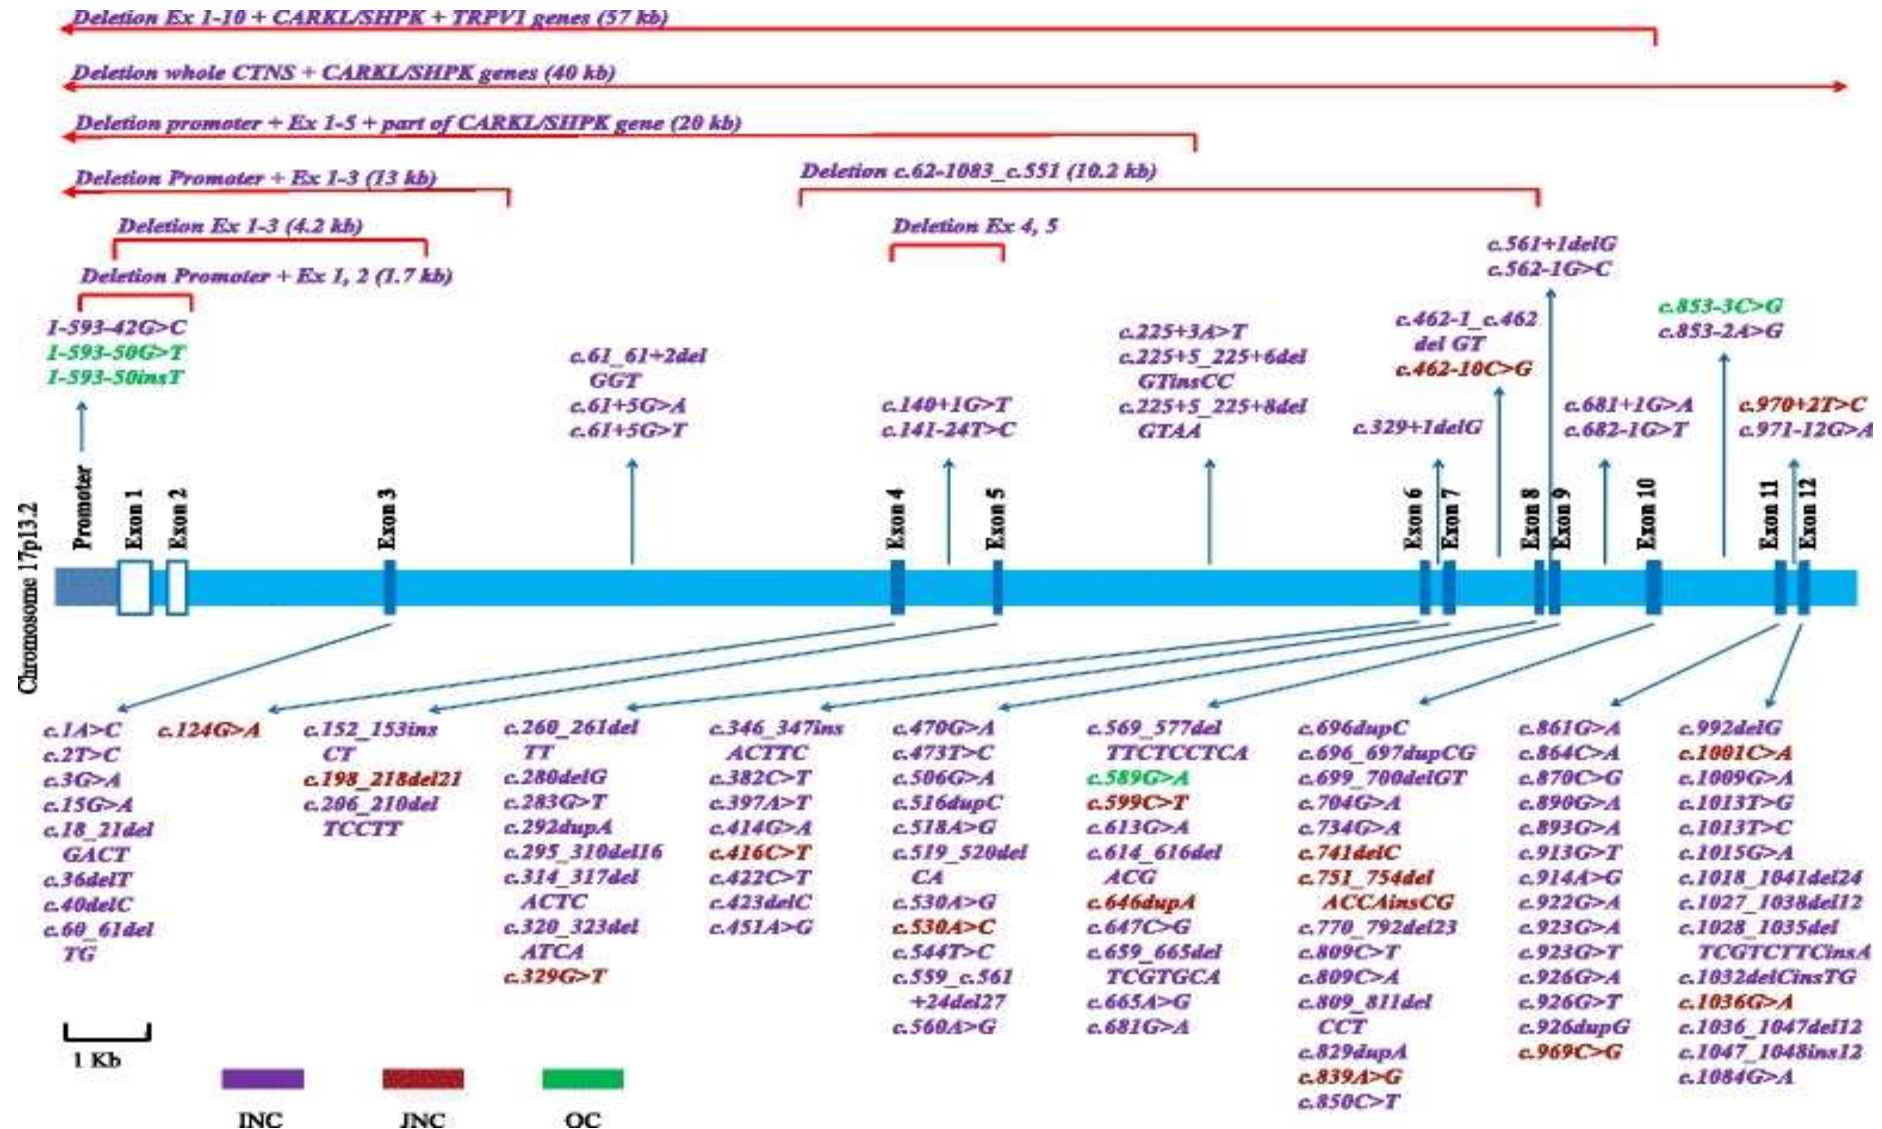 Deletion Ex 1-10 + CARKL/SHPK + TRPV1 genes (57 kb)
Deletion whole CTNS + CARKL/SHPK genes (40 kb)
Deletion promoter + Ex 1-5 + part of CARKL/SHPK gene (20 kb)
Deletion Promoter + Ex 1-3 (13 kb)
Deletion c.62-1083_c.551 (10.2 kb)
Deletion Ex 1-3 (4.2 kb)
Deletion Ex 4, 5
Deletion Promoter + Ex 1, 2 (1.7 kb)
1-593-42G>C
1-593-50G>T
1-593-50insT
c.61_61+2del
GGT
c.61+5G>A
c.61+5G>T
c.140+1G>T
c.141-24T>C
c.225+3A>T
c.225+5_225+6del
GTinsCC
c.225+5_225+8del
GTAA
c.329+1delG
c.462-1_c.462
del GT
c.462-10C>G
c.561+1delG
c.562-1G>C
c.681+1G>A
c.682-1G>T
c.853-3C>G
c.853-2A>G
c.970+2T>C
c.971-12G>A
Chromosome 17p13.2
Promoter
Exon 1
Exon 2
Exon 3
Exon 4
Exon 5
Exon 6
Exon 7
Exon 8
Exon 9
Exon 10
Exon 11
Exon 12
c.1A>C
c.2T>C
c.3G>A
c.15G>A
c.18_21del
GACT
c.36delT
c.40delC
c.60_61del
TG
c.124G>A
c.152_153ins
CT
c.198_218del21
c.206_210del
TCCTT
c.260_261del
TT
c.280delG
c.283G>T
c.292dupA
c.295_310del16
c.314_317del
ACTC
c.320_323del
ATCA
c.329G>T
c.346_347ins
ACTTC
c.382C>T
c.397A>T
c.414G>A
c.416C>T
c.422C>T
c.423delC
c.451A>G
c.470G>A
c.473T>C
c.506G>A
c.516dupC
c.518A>G
c.519_520del
CA
c.530A>G
c.530A>C
c.544T>C
c.559_c.561
+24del27
c.560A>G
c.569_577del
TTCTCCTCA
c.589G>A
c.599C>T
c.613G>A
c.614_616del
ACG
c.646dupA
c.647C>G
c.659_665del
TCGTGCA
c.665A>G
c.681G>A
c.696dupC
c.696_697dupCG
c.699_700delGT
c.704G>A
c.734G>A
c.741delC
c.751_754del
ACCAinsCG
c.770_792del23
c.809C>T
c.809C>A
c.809_811del
CCT
c.829dupA
c.839A>G
c.850C>T
c.861G>A
c.864C>A
c.870C>G
c.890G>A
c.893G>A
c.913G>T
c.914A>G
c.922G>A
c.923G>A
c.923G>T
c.926G>A
c.926G>T
c.926dupG
c.969C>G
c.992delG
c.1001C>A
c.1009G>A
c.1013T>G
c.1013T>C
c.1015G>A
c.1018_1041del24
c.1027_1038del12
c.1028_1035del
TCGTCTTCinsA
c.1032delCinsTG
c.1036G>A
c.1036_1047del12
c.1047_1048ins12
c.1084G>A
1 Kb
INC
JNC
OC